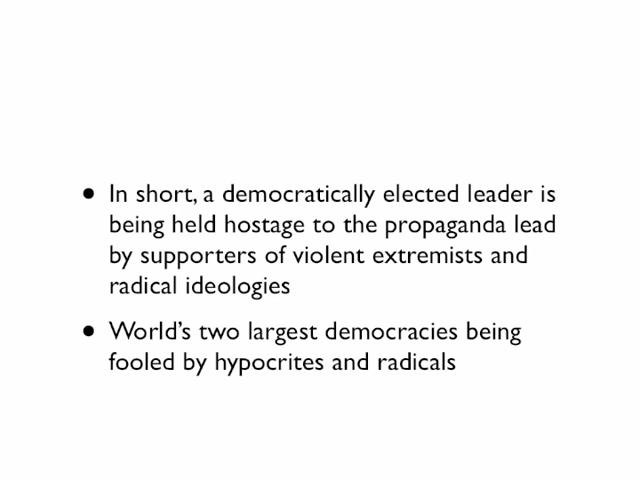 • In short, a democratically elected leader is
being held hostage to the propaganda lead
by supporters of violent extremists and
radical ideologies
• World's two largest democracies being
fooled by hypocrites and radicals